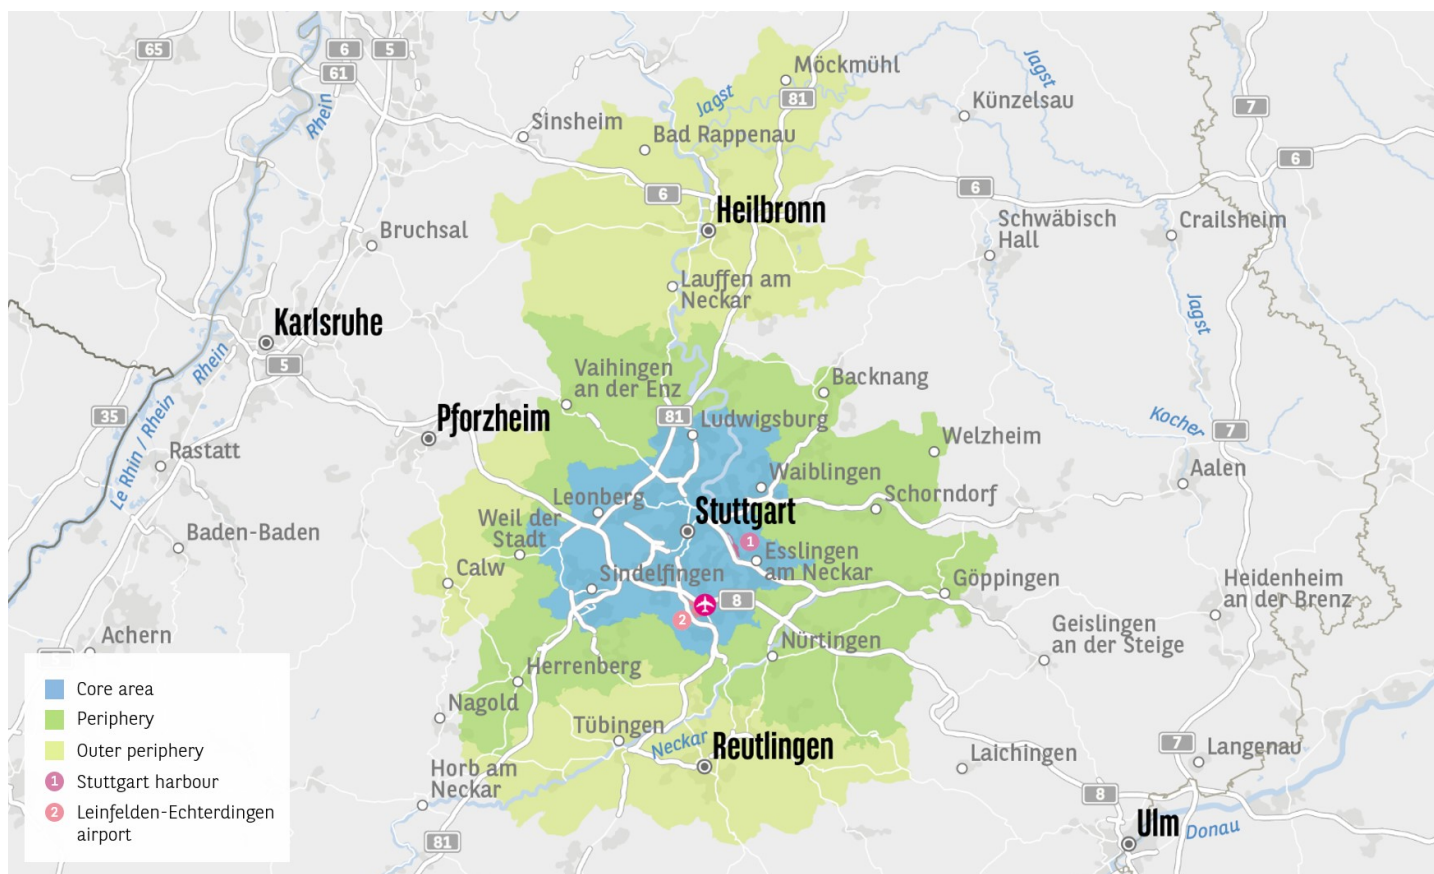 65
6
5
61
Rhein
Jagst
Möckmühl
81
Jagst
Künzelsau
7
Sinsheim
Bad Rappenau
6
6
6
Heilbronn
Schwäbisch
Hall
Crailsheim
Bruchsal
Lauffen am
Neckar
Jagst
Karlsruhe
Rhein
5
Vaihingen
an der Enz
Backnang
35
Le Rhin / Rhein
Pforzheim
81
Ludwigsburg
Kocher
7
Welzheim
Rastatt
Waiblingen
Aalen
Leonberg
Schorndorf
Stuttgart
Weil der
Stadt
Baden-Baden
1
Esslingen
am Neckar
Calw
Sindelfingen
Göppingen
Heidenheim
an der Brenz
8
2
Achern
Nürtingen
Geislingen
an der Steige
Herrenberg
Nagold
Tübingen
Neckar
Reutlingen
7
Langenau
Laichingen
Horb am
Neckar
8
Ulm
Donau
81
Core area
Periphery
Outer periphery
1 Stuttgart harbour
2 Leinfelden-Echterdingen
airport